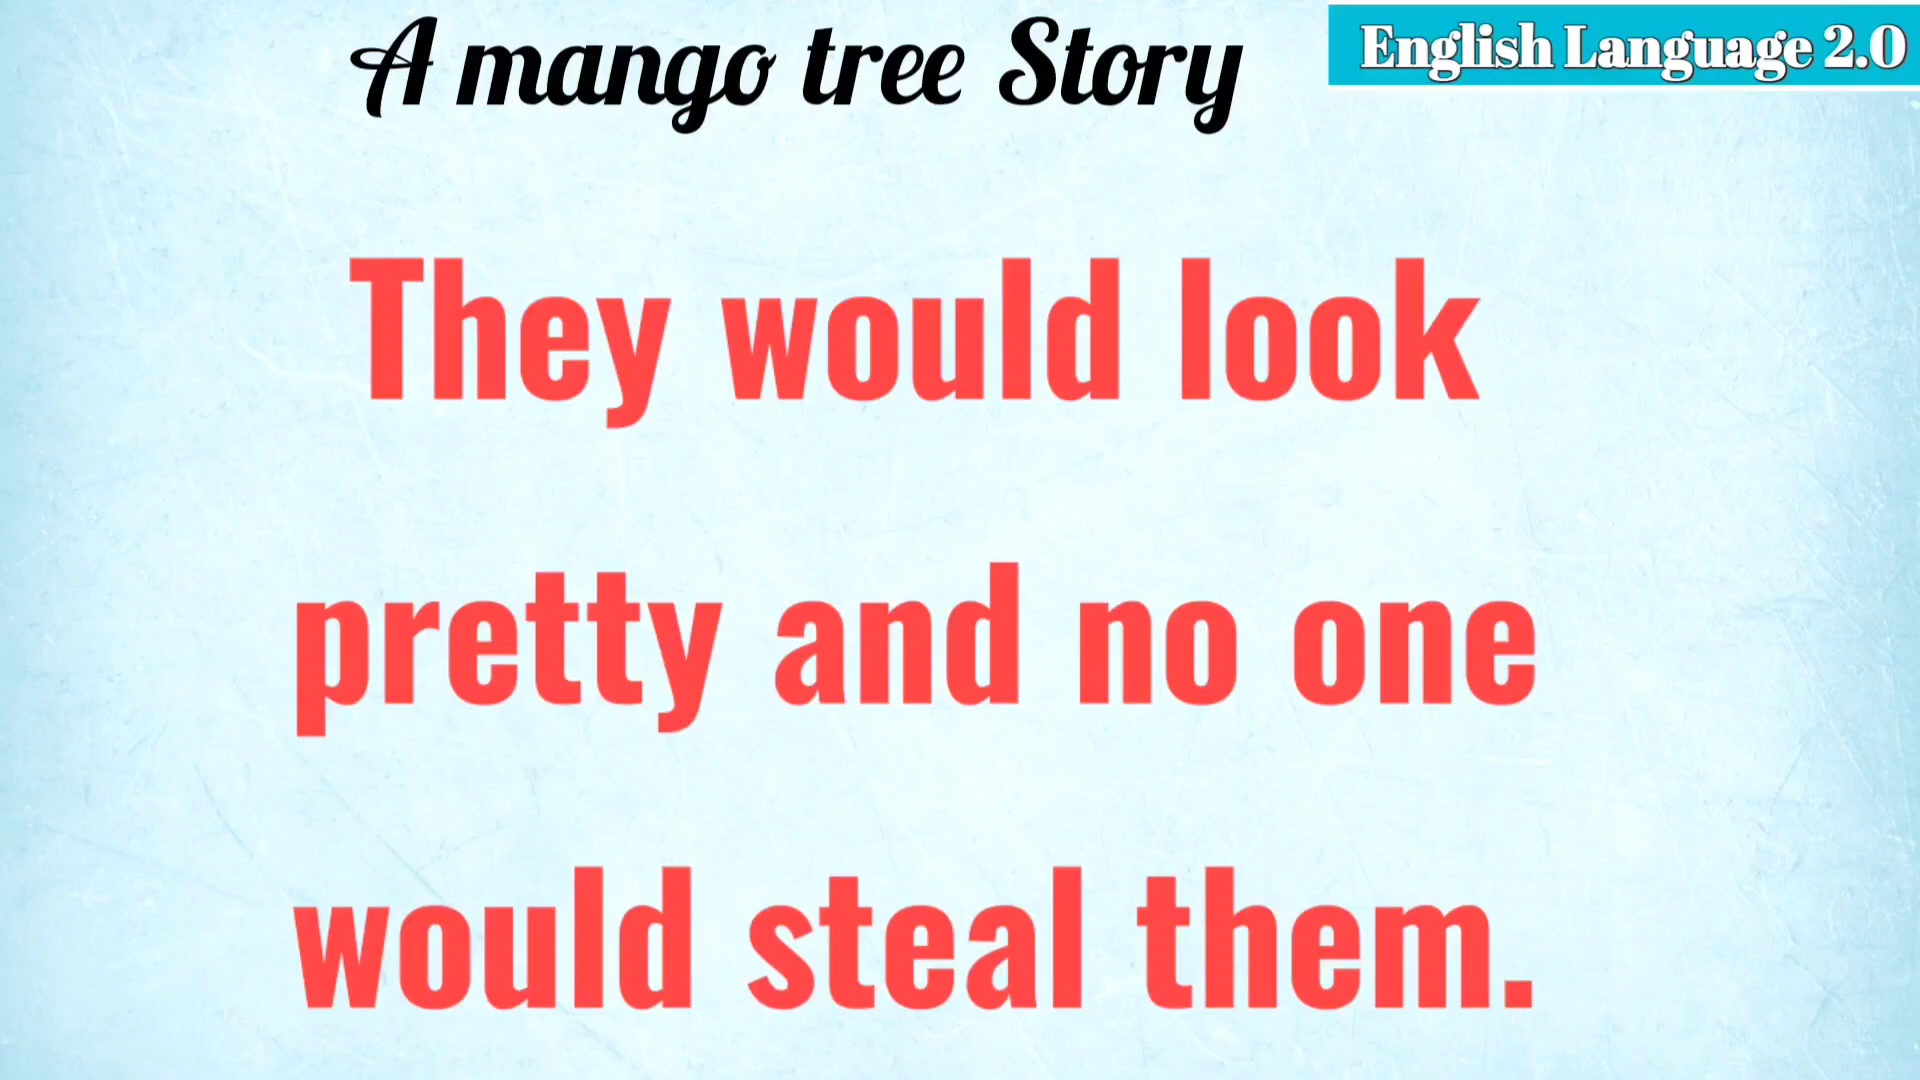 A mango tree Story
English Language 2.0
They would look
pretty and no one
would steal them.